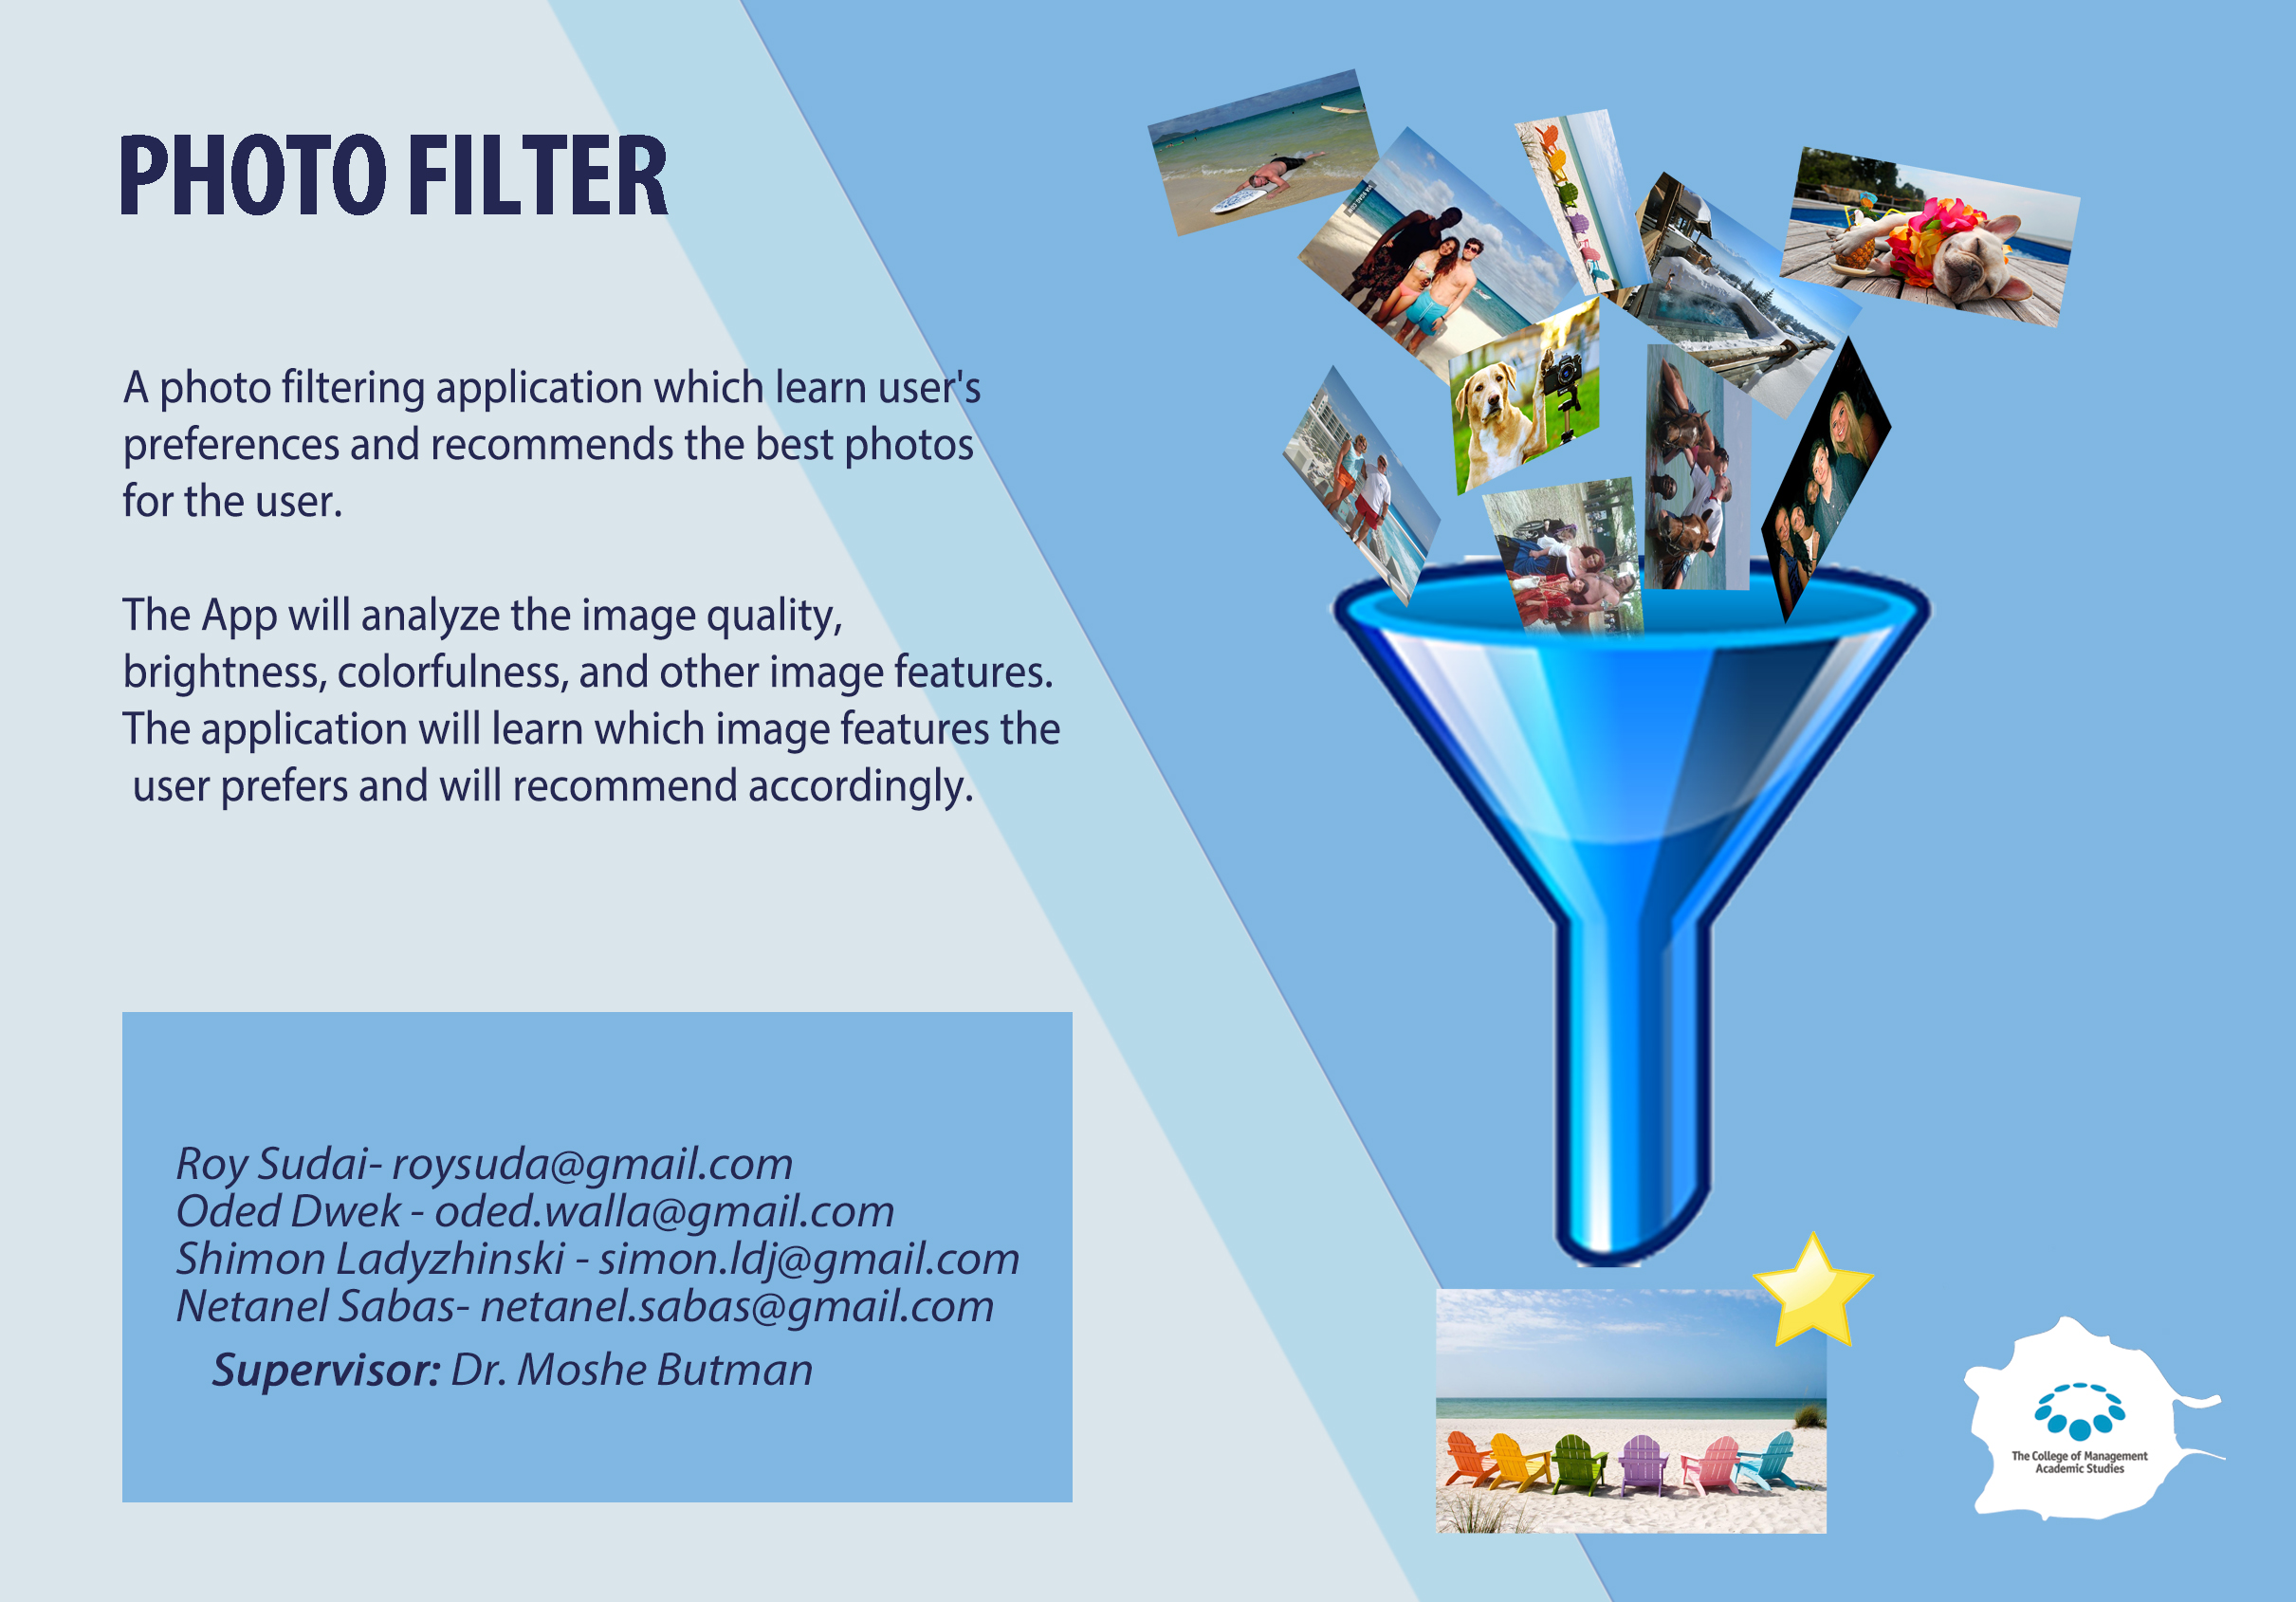 PHOTO FILTER
A photo filtering application which learn user's
preferences and recommends the best photos
for the user.
The App will analyze the image quality,
brightness, colorfulness, and other image features.
The application will learn which image features the
user prefers and will recommend accordingly.
Roy Sudai- roysuda@gmail.com
Oded Dwek - oded.walla@gmail.com
Shimon Ladyzhinski - simon.ldj@gmail.com
Netanel Sabas- netanel.sabas@gmail.com
Supervisor: Dr. Moshe Butman
The College of Management
Academic Studies